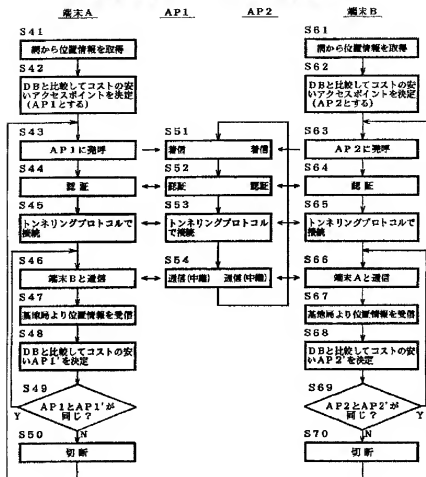 端末A
AP1
AP2
端末B
S41
網から位置情報を取得
S42
DBと比較してコストの安
いアクセスポイントを決定
(AP1とする)
S43
AP1に発呼
S44
認証
S45
トンネリングプロトコルで
接続
S46
端末Bと通信
S47
基地局より位置情報を受信
S48
DBと比較してコストの安
いAP1'を決定
S49
AP1とAP1'が
同じ?
Y
N
S50
切断
S51
着信
着信
S52
認証
認証
S53
トンネリングプロトコル
で接続
S54
通信(中継)
通信(中継)
S61
網から位置情報を取得
S62
DBと比較してコストの安
いアクセスポイントを決定
(AP2とする)
S63
AP2に発呼
S64
認証
S65
トンネリングプロトコルで
接続
S66
端末Aと通信
S67
基地局より位置情報を受信
S68
DBと比較してコストの安
いAP2'を決定
S69
AP2とAP2'が
同じ?
Y
N
S70
切断